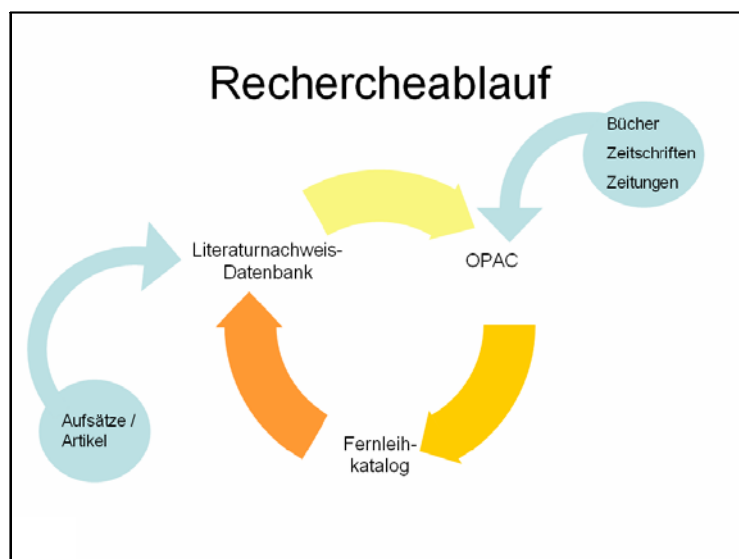 Rechercheablauf
Bücher
Zeitschriften
Zeitungen
Literaturnachweis-
Datenbank
OPAC
Aufsätze /
Artikel
Fernleih-
katalog